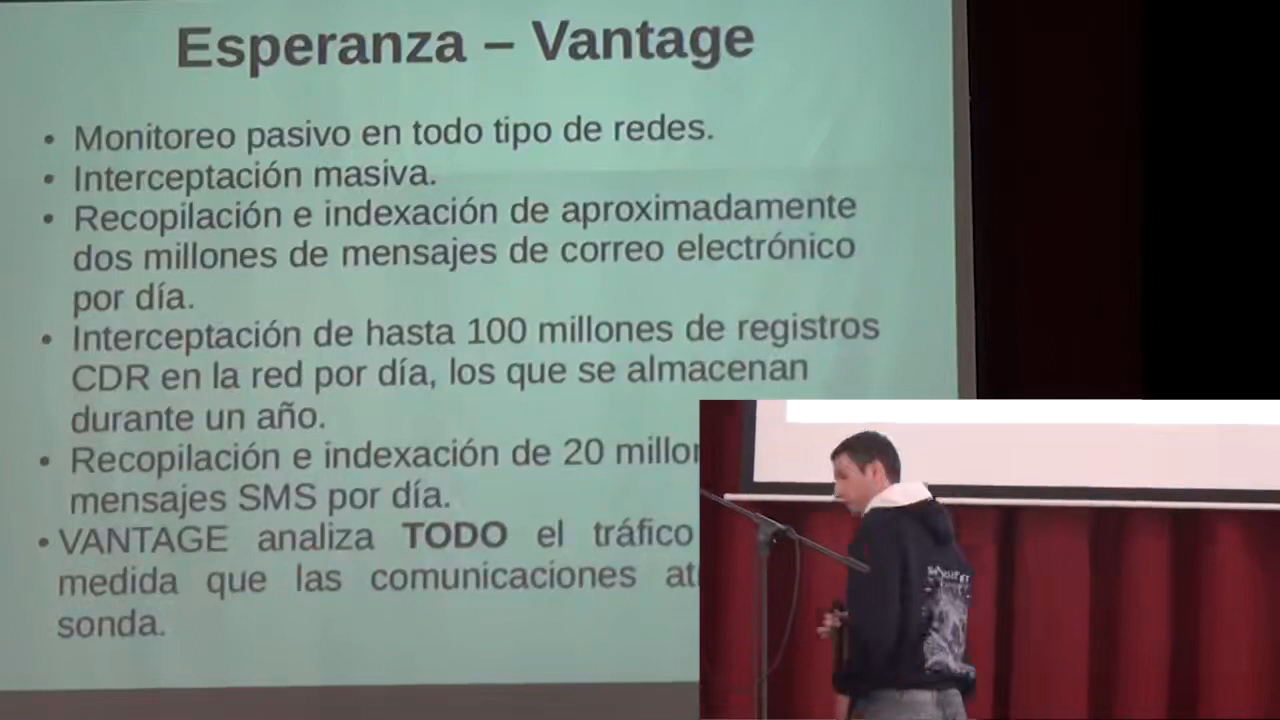 Esperanza – Vantage
• Monitoreo pasivo en todo tipo de redes.
• Interceptación masiva.
• Recopilación e indexación de aproximadamente
dos millones de mensajes de correo electrónico
por día.
• Interceptación de hasta 100 millones de registros
CDR en la red por día, los que se almacenan
durante un año.
• Recopilación e indexación de 20
mensajes SMS por día.
• VANTAGE analiza TODO el tráfico
medida que las comunicaciones
sonda.